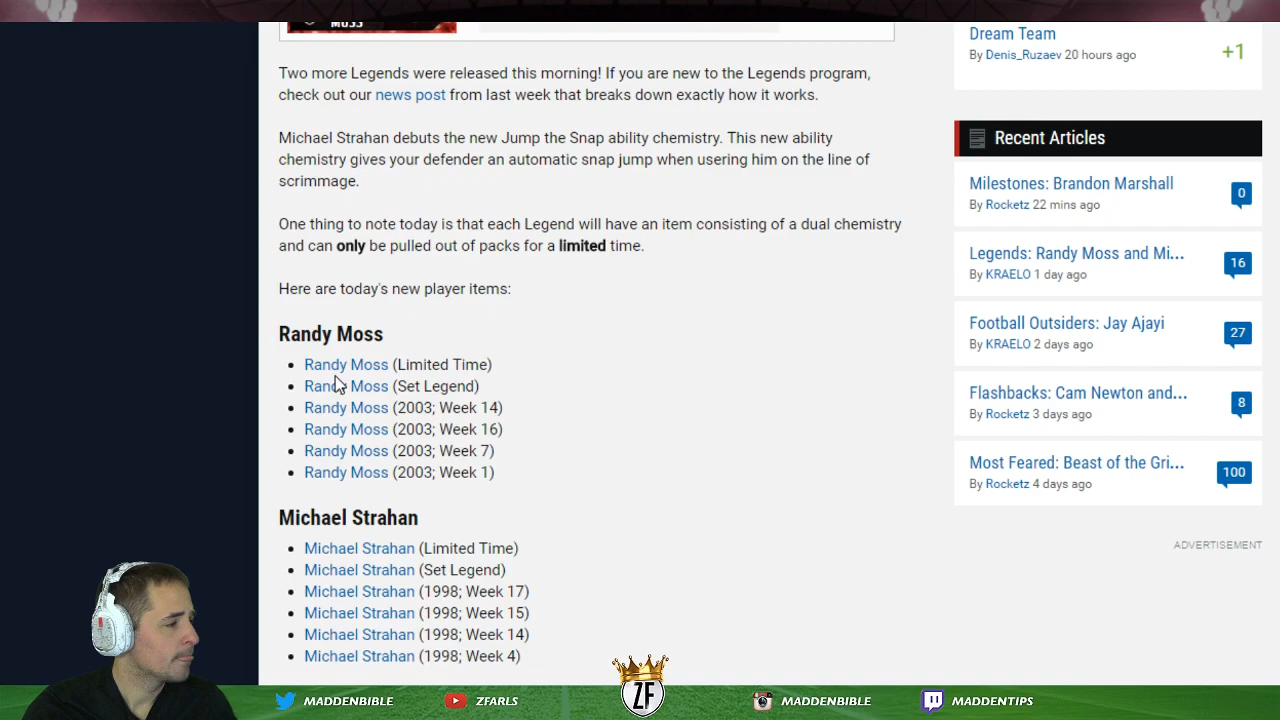 MOSS
Two more Legends were released this morning! If you are new to the Legends program,
check out our news post from last week that breaks down exactly how it works.
Michael Strahan debuts the new Jump the Snap ability chemistry. This new ability
chemistry gives your defender an automatic snap jump when usering him on the line of
scrimmage.
One thing to note today is that each Legend will have an item consisting of a dual chemistry
and can only be pulled out of packs for a limited time.
Here are today's new player items:
Randy Moss
Randy Moss (Limited Time)
Randy Moss (Set Legend)
Randy Moss (2003; Week 14)
Randy Moss (2003; Week 16)
Randy Moss (2003; Week 7)
Randy Moss (2003; Week 1)
Michael Strahan
Michael Strahan (Limited Time)
Michael Strahan (Set Legend)
Michael Strahan (1998; Week 17)
Michael Strahan (1998; Week 15)
Michael Strahan (1998; Week 14)
Michael Strahan (1998; Week 4)
Dream Team
By Denis_Ruzaev 20 hours ago
+1
Recent Articles
Milestones: Brandon Marshall
By Rocketz 22 mins ago
0
Legends: Randy Moss and Mi...
By KRAELO 1 day ago
16
Football Outsiders: Jay Ajayi
By KRAELO 2 days ago
27
Flashbacks: Cam Newton and...
By Rocketz 3 days ago
8
Most Feared: Beast of the Gri...
By Rocketz 4 days ago
100
ADVERTISEMENT
MADDENBIBLE
ZFARLS
ZF
MADDENBIBLE
MADDENTIPS